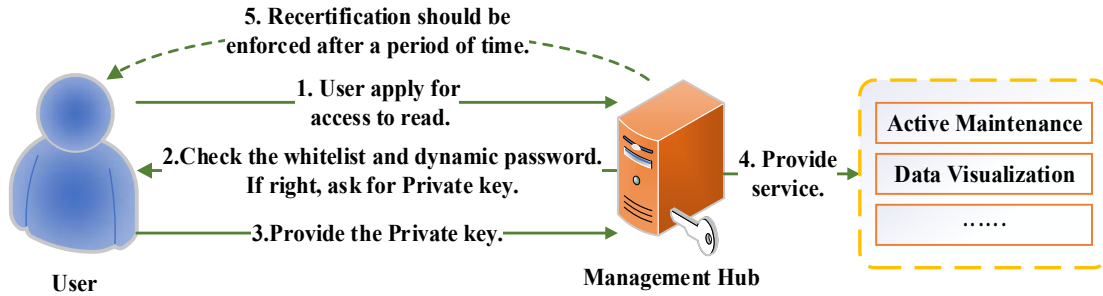 5. Recertification should be
enforced after a period of time.
1. User apply for
access to read.
2.Check the whitelist and dynamic password.
If right, ask for Private key.
3.Provide the Private key.
4. Provide
service.
Active Maintenance
Data Visualization
……
User
Management Hub